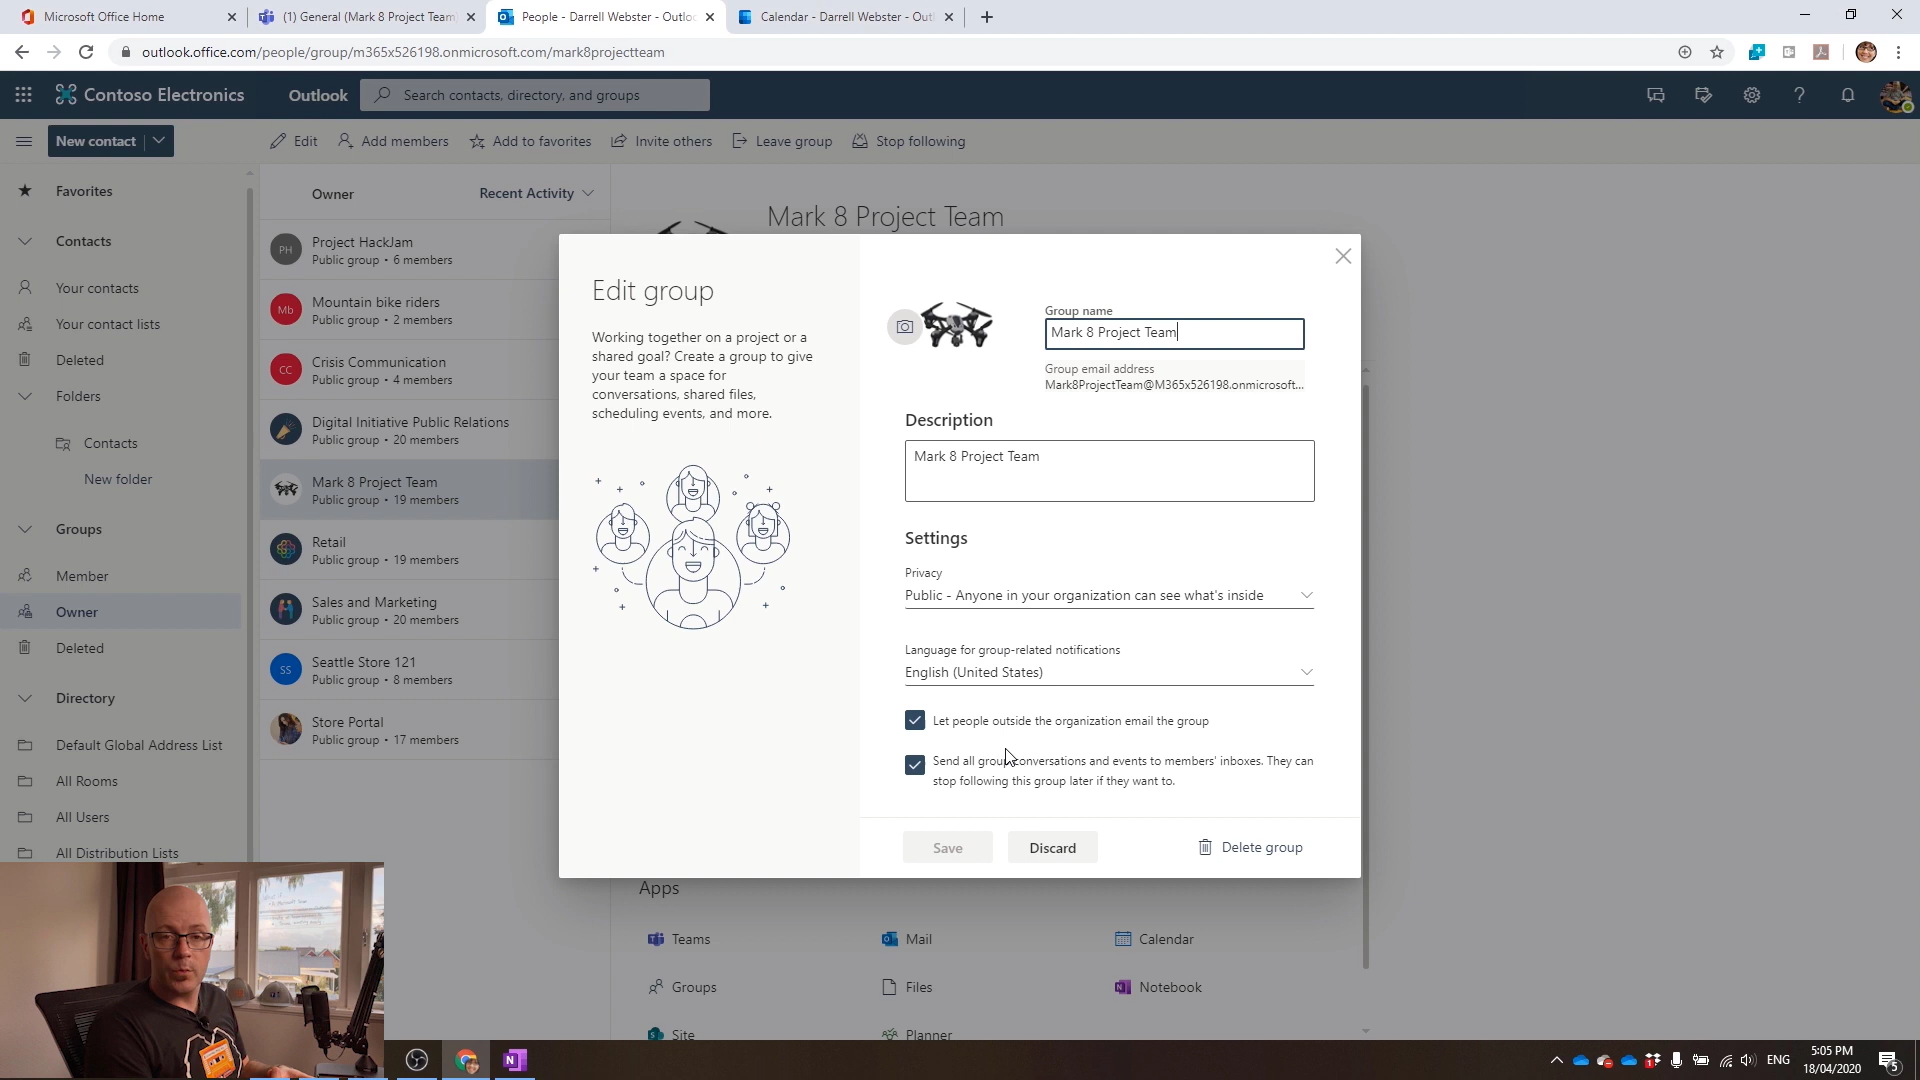 Microsoft Office Home
(1) General (Mark 8 Project Team)
People - Darrell Webster - Outloo
Calendar - Darrell Webster - Outl
outlook.office.com/people/group/m365x526198.onmicrosoft.com/mark8projectteam
Contoso Electronics
Outlook
Search contacts, directory, and groups
New contact
Edit
Add members
Add to favorites
Invite others
Leave group
Stop following
Favorites
Contacts
Your contacts
Your contact lists
Deleted
Folders
Contacts
New folder
Groups
Member
Owner
Deleted
Directory
Default Global Address List
All Rooms
All Users
All Distribution Lists
Owner
Recent Activity
PH
Project HackJam
Public group • 6 members
Mb
Mountain bike riders
Public group • 2 members
CC
Crisis Communication
Public group • 4 members
Digital Initiative Public Relations
Public group • 20 members
Mark 8 Project Team
Public group • 19 members
Retail
Public group • 19 members
Sales and Marketing
Public group • 20 members
SS
Seattle Store 121
Public group • 8 members
Store Portal
Public group • 17 members
Mark 8 Project Team
Edit group
Working together on a project or a
shared goal? Create a group to give
your team a space for
conversations, shared files,
scheduling events, and more.
Group name
Mark 8 Project Team
Group email address
Mark8ProjectTeam@M365x526198.onmicrosoft...
Description
Mark 8 Project Team
Settings
Privacy
Public - Anyone in your organization can see what's inside
Language for group-related notifications
English (United States)
Let people outside the organization email the group
Send all group conversations and events to members' inboxes. They can
stop following this group later if they want to.
Save
Discard
Delete group
Apps
Teams
Mail
Calendar
Groups
Files
Notebook
Site
Planner
ENG
5:05 PM
18/04/2020
5